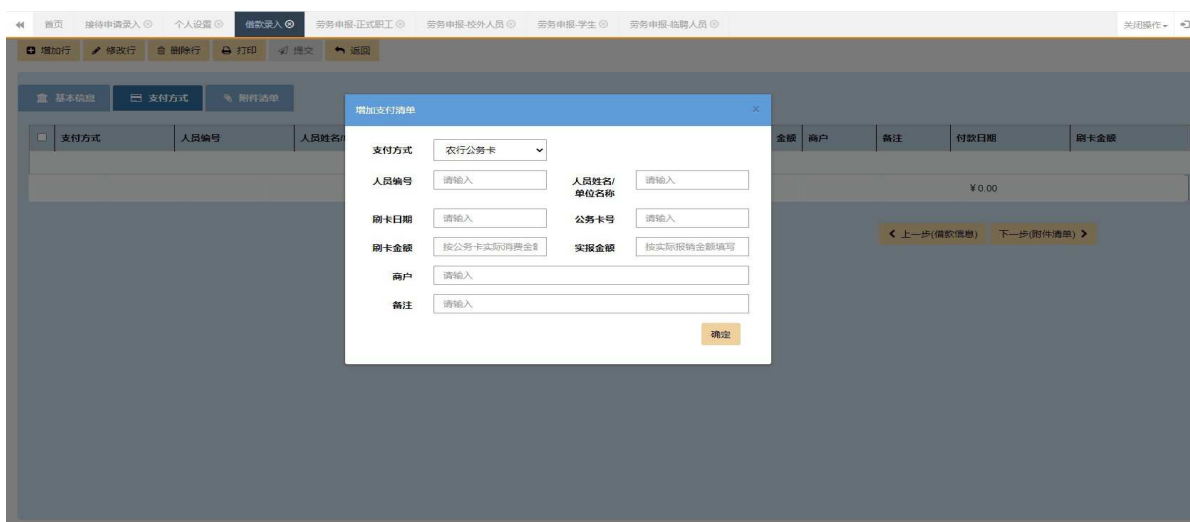 首页 接待申请录入 个人设置 借款录入 劳务申报-正式职工 劳务申报-校外人员 劳务申报-学生 劳务申报-临聘人员 关闭操作
增加行 修改行 删除行 打印 提交 返回
基本信息 支付方式 附件清单
增加支付清单 ×
支付方式 人员编号 人员姓名/ 金额 商户 备注 付款日期 刷卡金额
支付方式 农行公务卡
人员编号 请输入 人员姓名/ 请输入
单位名称
¥0.00
刷卡日期 请输入 公务卡号 请输入
上一步(借款信息) 下一步(附件清单)
刷卡金额 按公务卡实际消费金额 实报金额 按实际报销金额填写
商户 请输入
备注 请输入
确定